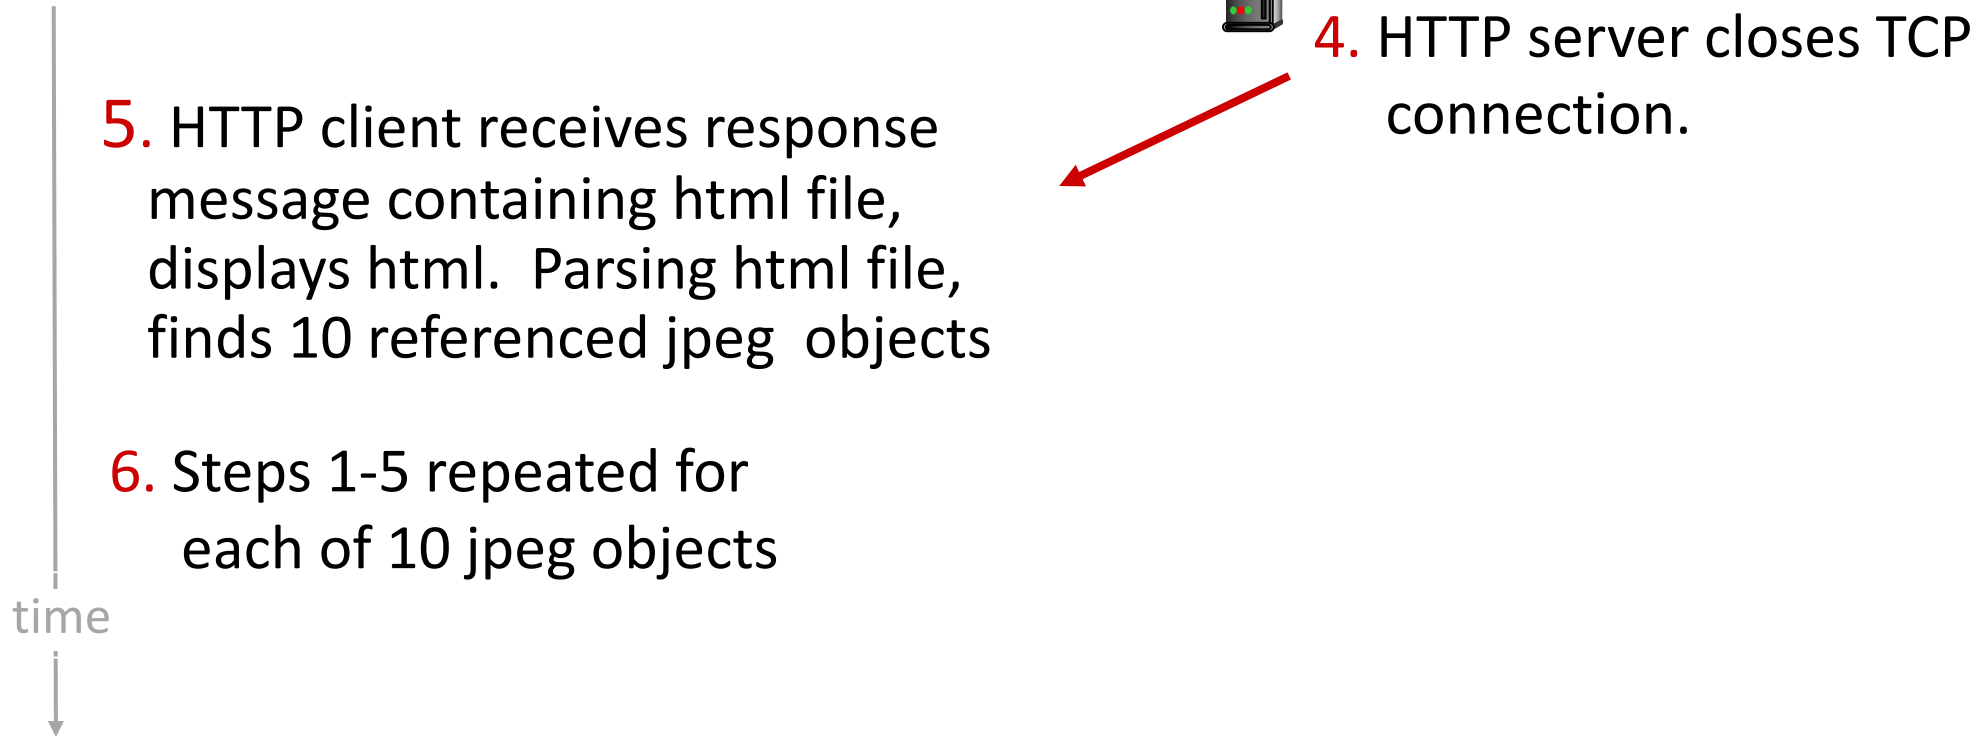 4. HTTP server closes TCP
connection.
5. HTTP client receives response
message containing html file,
displays html.  Parsing html file,
finds 10 referenced jpeg  objects
6. Steps 1-5 repeated for
each of 10 jpeg objects
time